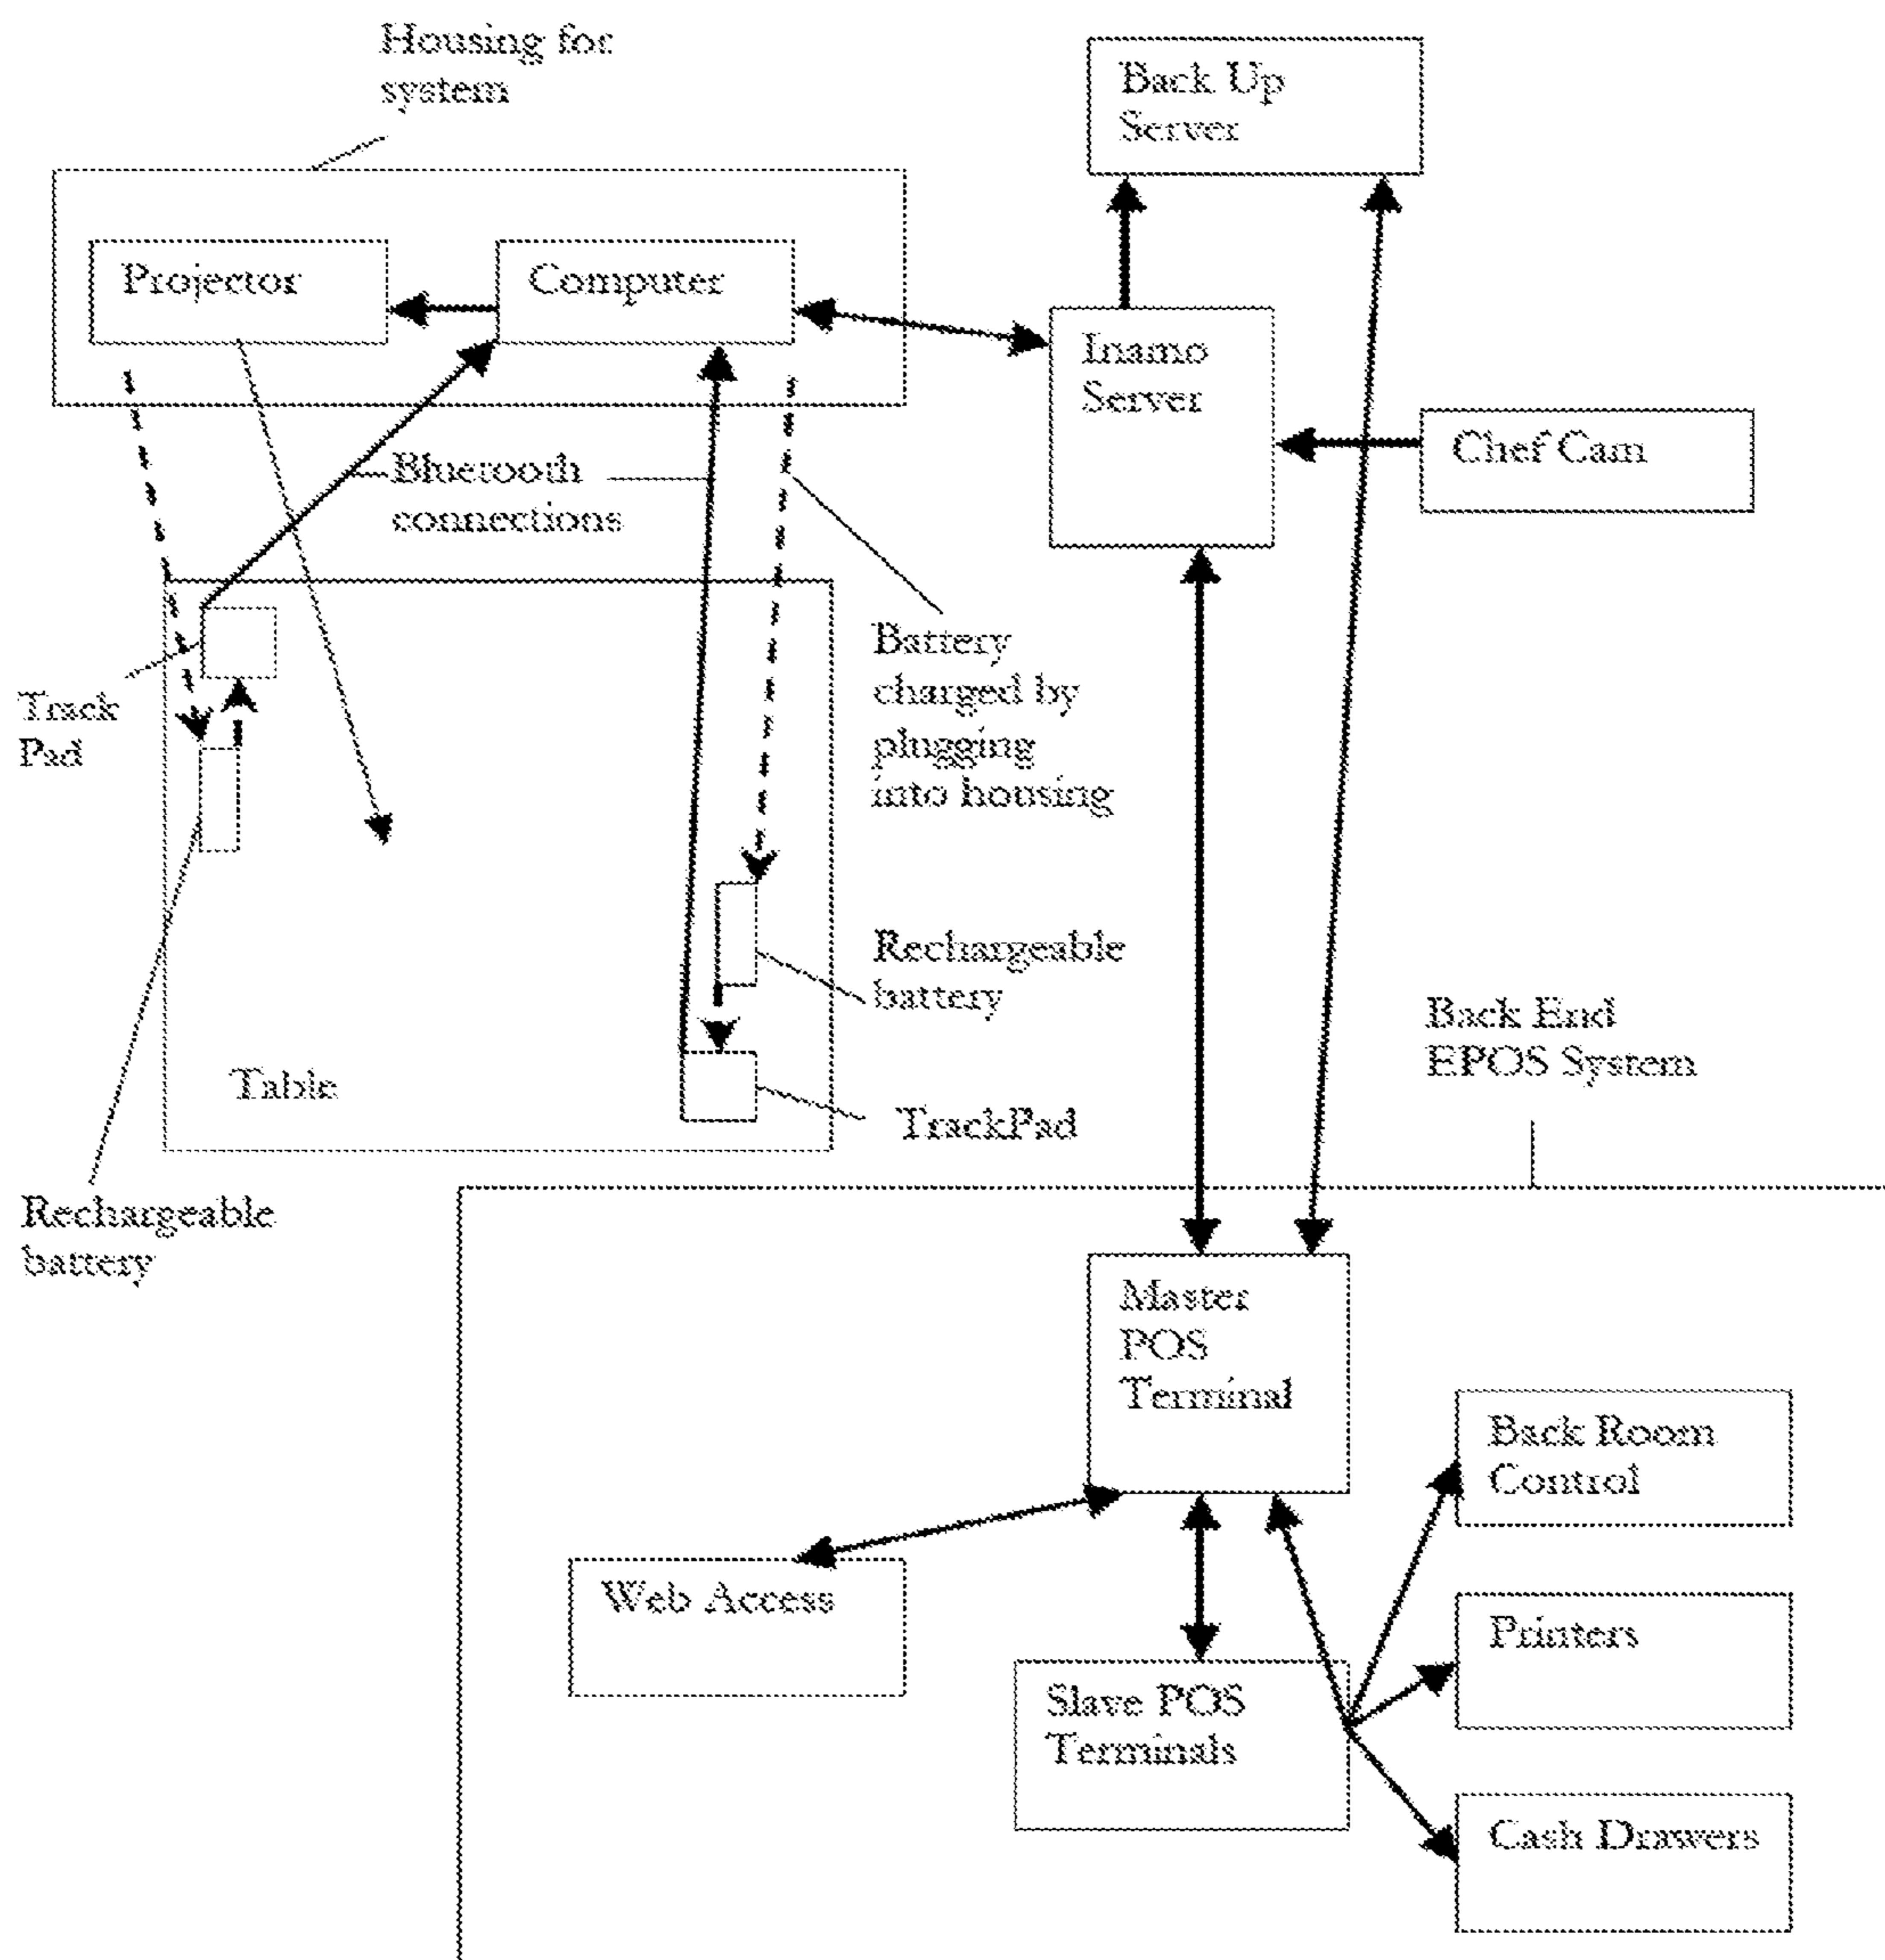 Housing for
system
Back Up
Server
Projector
Computer
Inamo
Server
Chef Cam
Bluetooth
connections
Track
Pad
Battery
charged by
plugging
into housing
Rechargeable
battery
Table
TrackPad
Rechargeable
battery
Back End
EPOS System
Master
POS
Terminal
Back Room
Control
Web Access
Printers
Slave POS
Terminals
Cash Drawers